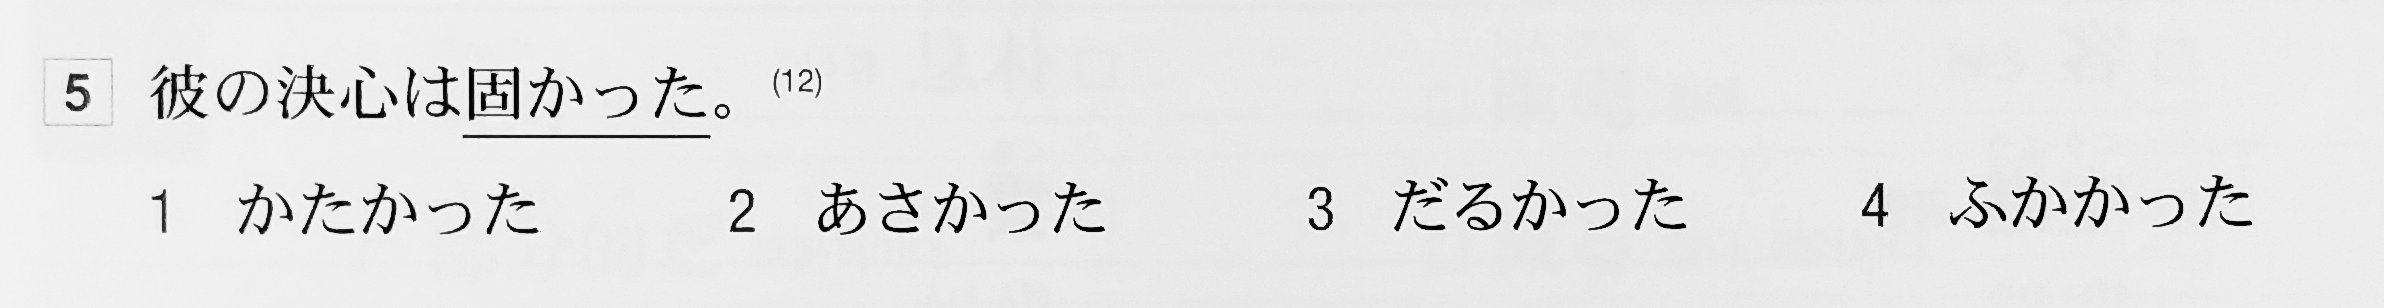 5 彼の決心は固かった。(12)
1 かたかった 2 あさかった 3 だるかった 4 ふかかった